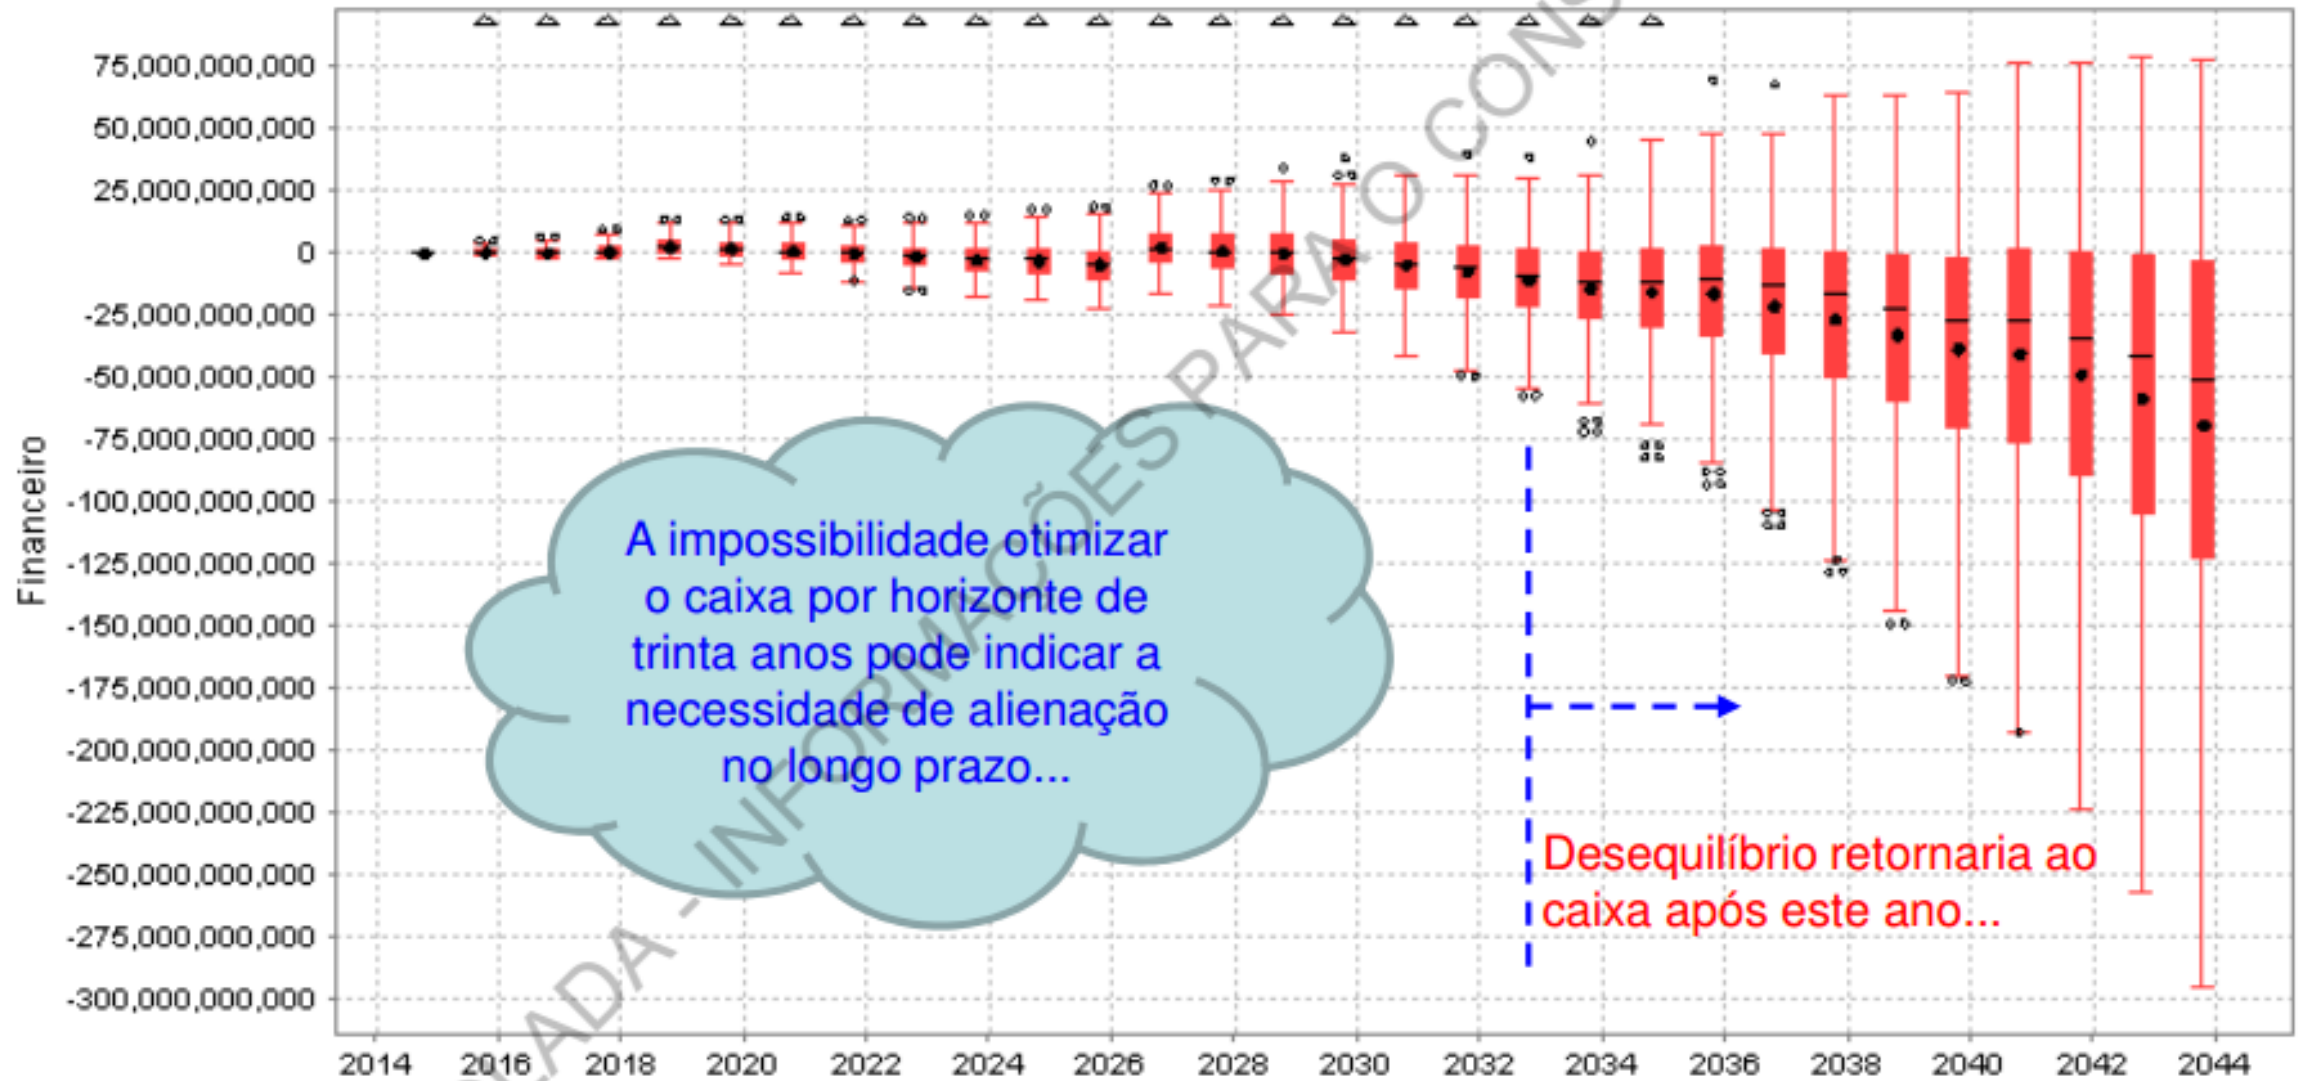 75,000,000,000
50,000,000,000
25,000,000,000
0
-25,000,000,000
-50,000,000,000
-75,000,000,000
-100,000,000,000
-125,000,000,000
-150,000,000,000
-175,000,000,000
-200,000,000,000
-225,000,000,000
-250,000,000,000
-275,000,000,000
-300,000,000,000
Financeiro
A impossibilidade otimizar
o caixa por horizonte de
trinta anos pode indicar a
necessidade de alienação
no longo prazo...
Desequilíbrio retornaria ao
caixa após este ano...
LADA - INFORMAÇÕES PARA O CONS
2014 2016 2018 2020 2022 2024 2026 2028 2030 2032 2034 2036 2038 2040 2042 2044